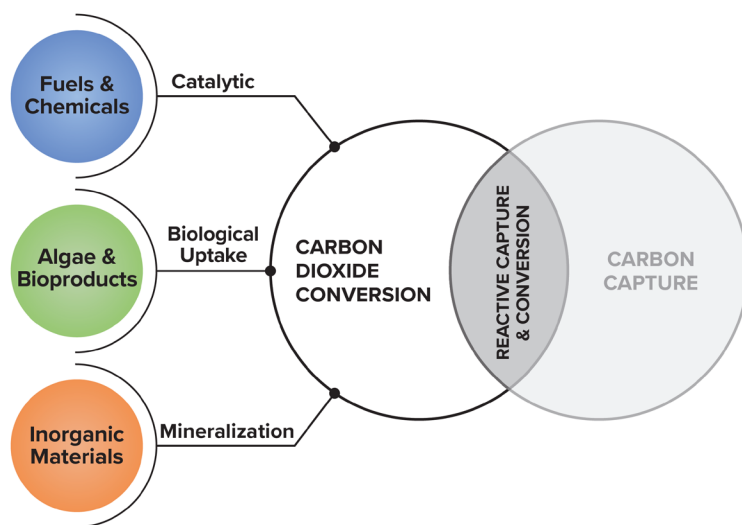 Fuels &
Chemicals
Catalytic
Algae &
Bioproducts
Biological
Uptake
Inorganic
Materials
Mineralization
CARBON
DIOXIDE
CONVERSION
REACTIVE CAPTURE
& CONVERSION
CARBON
CAPTURE